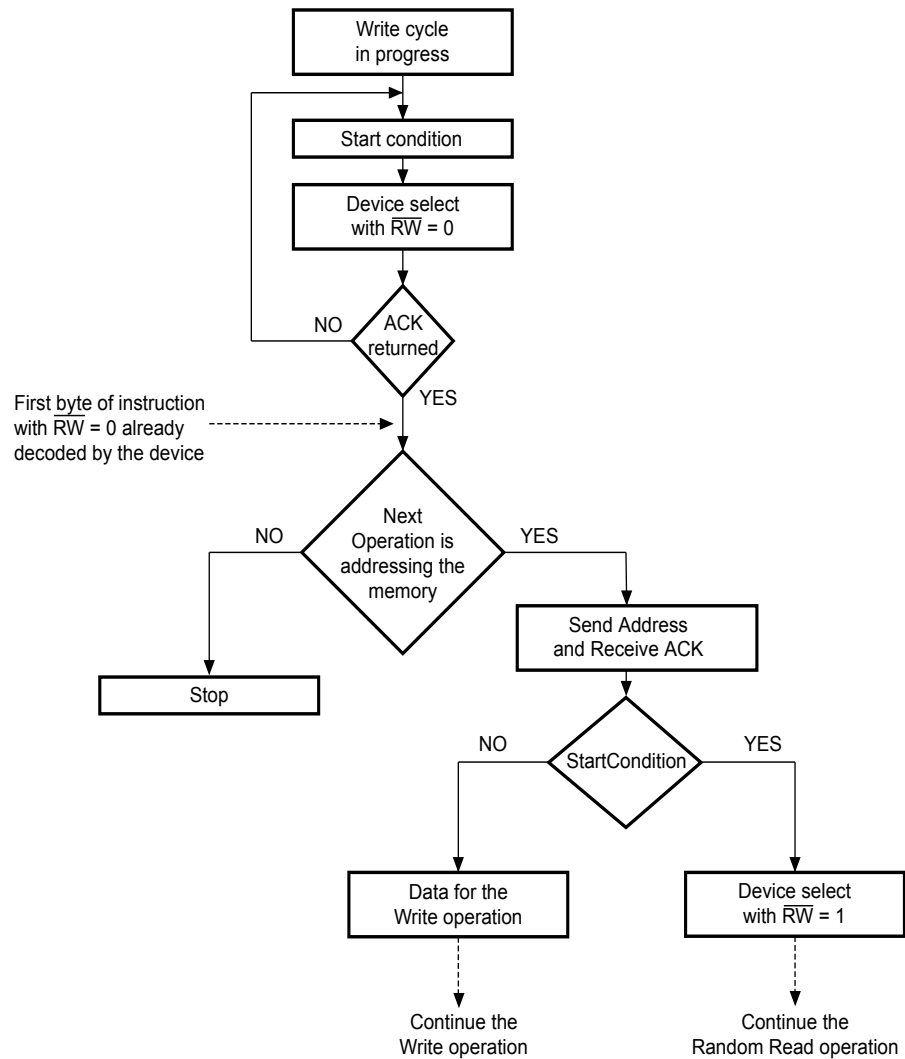 Write cycle
in progress
Start condition
Device select
with R̅W̅ = 0
NO
ACK
returned
YES
First byte of instruction
with R̅W̅ = 0 already
decoded by the device
NO
Next
Operation is
addressing the
memory
YES
Send Address
and Receive ACK
Stop
NO
StartCondition
YES
Data for the
Write operation
Device select
with R̅W̅ = 1
Continue the
Write operation
Continue the
Random Read operation